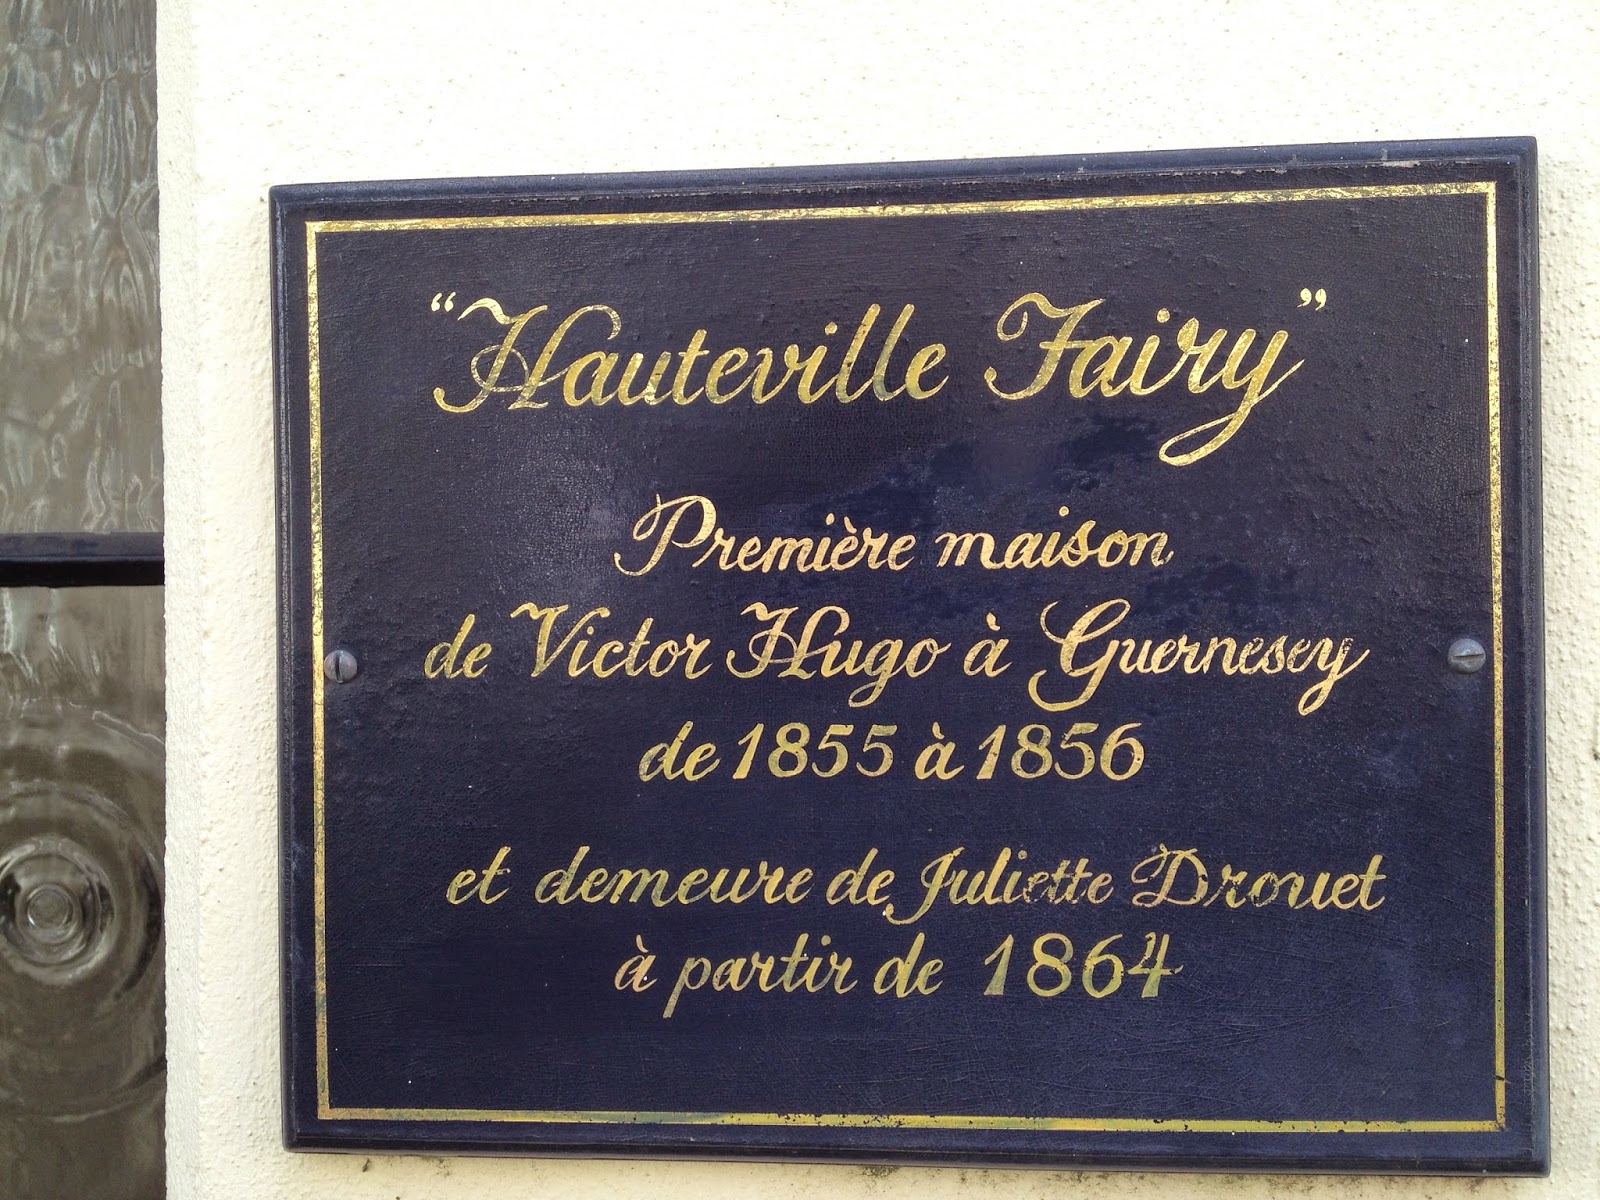 “Hauteville Fairy”
Première maison
de Victor Hugo à Guernesey
de 1855 à 1856
et demeure de Juliette Drouet
à partir de 1864